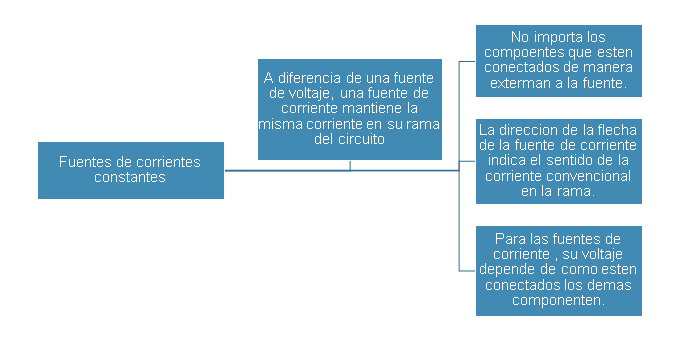 Fuentes de corrientes
constantes
A diferencia de una fuente
de voltaje, una fuente de
corriente mantiene la
misma corriente en su rama
del circuito
No importa los
compoentes que esten
conectados de manera
exterman a la fuente.
La direccion de la flecha
de la fuente de corriente
indica el sentido de la
corriente convencional
en la rama.
Para las fuentes de
corriente , su voltaje
depende de como esten
conectados los demas
componenten.